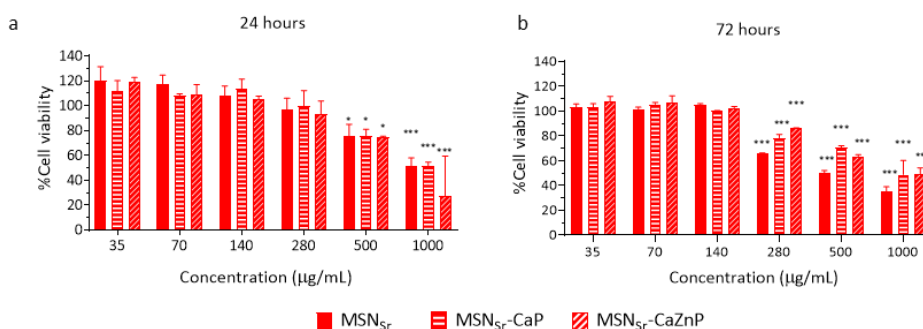 a
24 hours
%Cell viability
140
120
100
80
60
40
20
0
* * *
*** *** ***
35 70 140 280 500 1000
Concentration (µg/mL)
b
72 hours
%Cell viability
140
120
100
80
60
40
20
0
*** *** ***
*** *** ***
*** *** **
35 70 140 280 500 1000
Concentration (µg/mL)
MSNSr MSNSr-CaP MSNSr-CaZnP